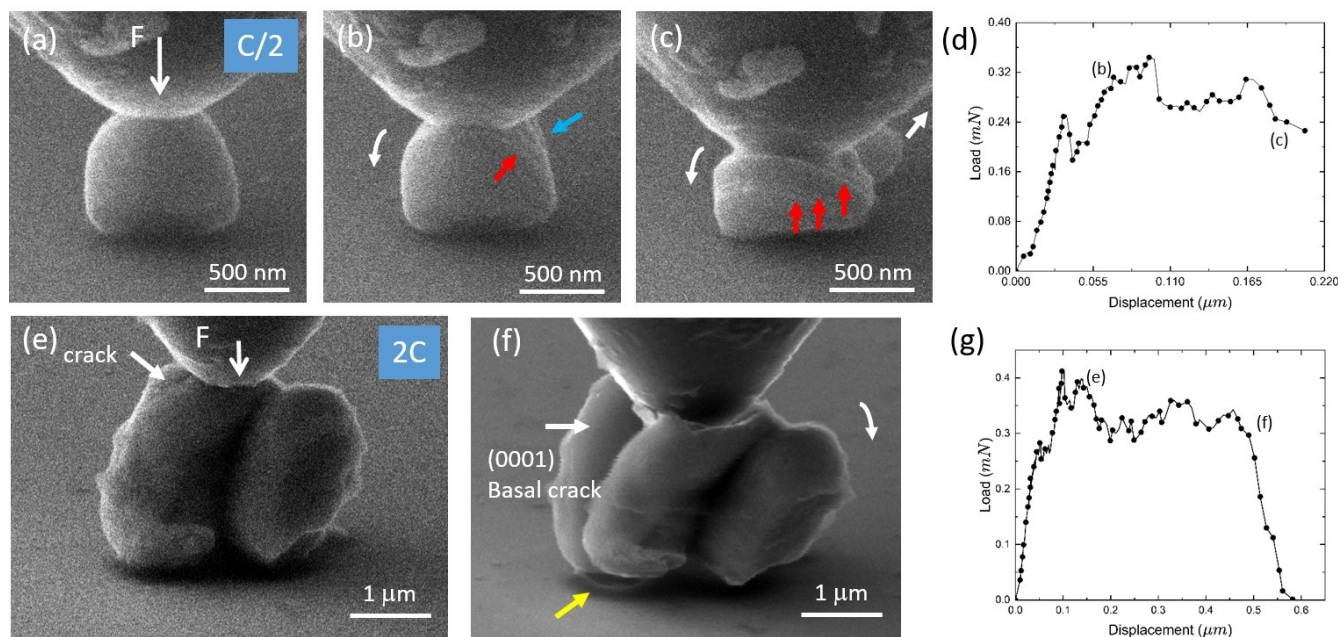 (a)
F
C/2
500 nm
(b)
500 nm
(c)
500 nm
(d)
0.40
0.32
0.24
0.16
0.08
0.00
Load (mN)
(b)
(c)
0.000
0.055
0.110
0.165
0.220
Displacement (μm)
(e)
crack
F
2C
1 μm
(f)
(0001)
Basal crack
1 μm
(g)
0.4
0.3
0.2
0.1
0.0
Load (mN)
(e)
(f)
0.0
0.1
0.2
0.3
0.4
0.5
0.6
Displacement (μm)